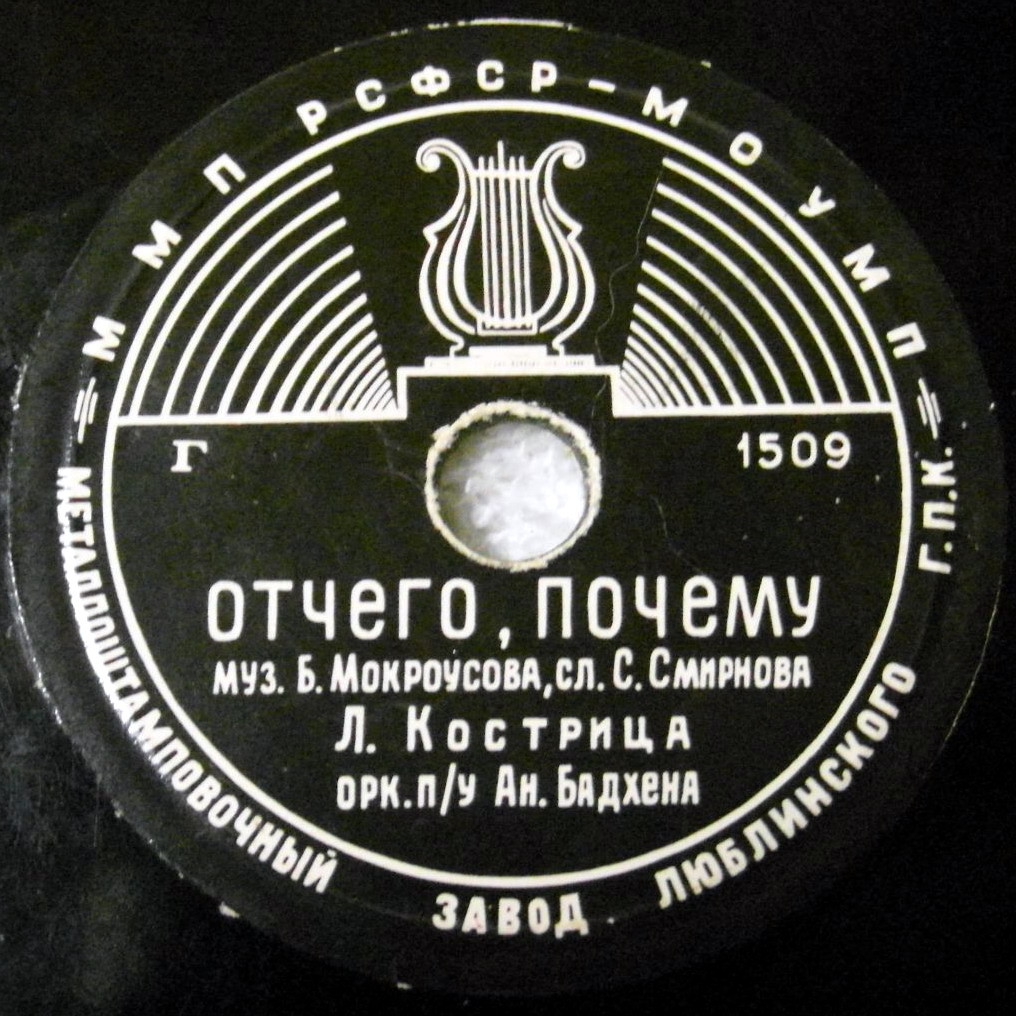 ММП РСФСР-МОУМП
Г 1509
отчего, почему
муз. Б. Мокроусова, сл. С. Смирнова
Л. Кострица
орк. п/у Ан. Бадхена
МЕТАЛЛОШТАМПОВОЧНЫЙ ЗАВОД ЛЮБЛИНСКОГО Г.П.К.